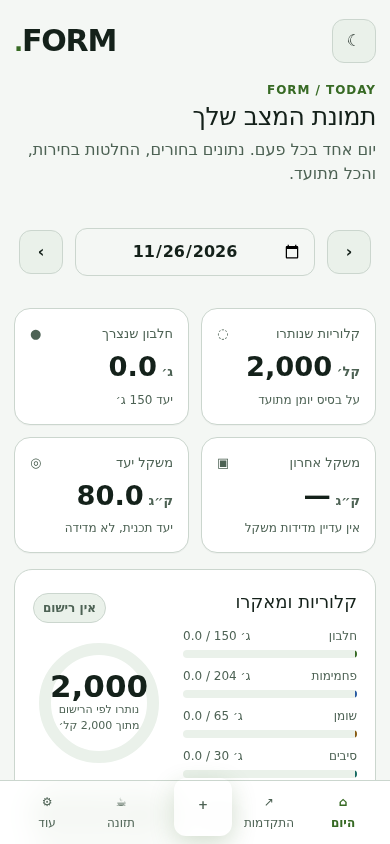 FORM.
FORM / TODAY
תמונת המצב שלך
יום אחד בכל פעם. נתונים בחורים, החלטות בחירות,
והכל מתועד.
11/26/2026
קלוריות שנותרו
2,000 קל׳
על בסיס יומן מתועד
חלבון שנצרך
0.0 ג׳
יעד 150 ג׳
משקל אחרון
— ק״ג
אין עדיין מדידות משקל
משקל יעד
80.0 ק״ג
יעד תכנית, לא מדידה
קלוריות ומאקרו
אין רישום
חלבון
0.0 / 150 ג׳
פחמימות
0.0 / 204 ג׳
שומן
0.0 / 65 ג׳
סיבים
0.0 / 30 ג׳
2,000
נותרו לפי הרישום
מתוך 2,000 קל׳
היום
התקדמות
+
תזונה
עוד